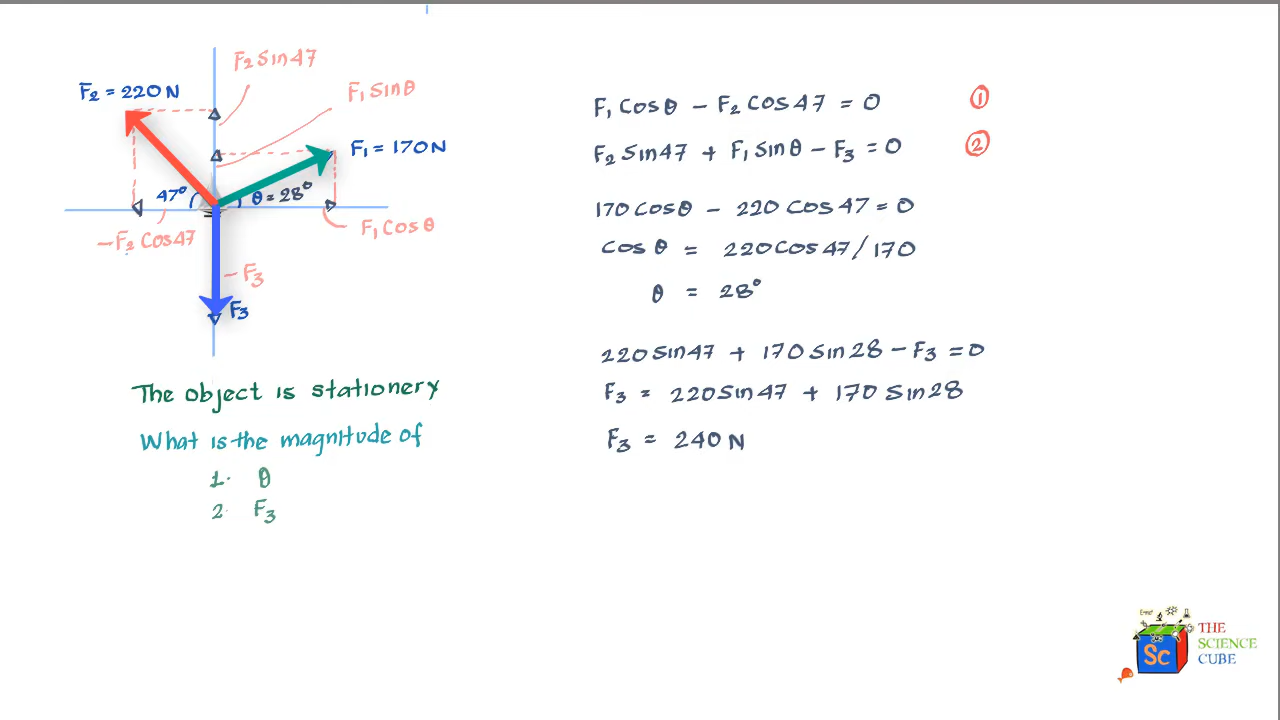 F₂ Sin 47
F₂ = 220 N
F₁ Sin θ
F₁ = 170 N
47°
θ = 28°
– F₂ Cos 47
F₁ Cos θ
– F₃
F₃
The object is stationery
What is the magnitude of
1. θ
2. F₃
F₁ Cos θ – F₂ Cos 47 = 0 ①
F₂ Sin 47 + F₁ Sin θ – F₃ = 0 ②
170 Cos θ – 220 Cos 47 = 0
Cos θ = 220 Cos 47 / 170
θ = 28°
220 Sin 47 + 170 Sin 28 – F₃ = 0
F₃ = 220 Sin 47 + 170 Sin 28
F₃ = 240 N
Sc
THE
SCIENCE
CUBE